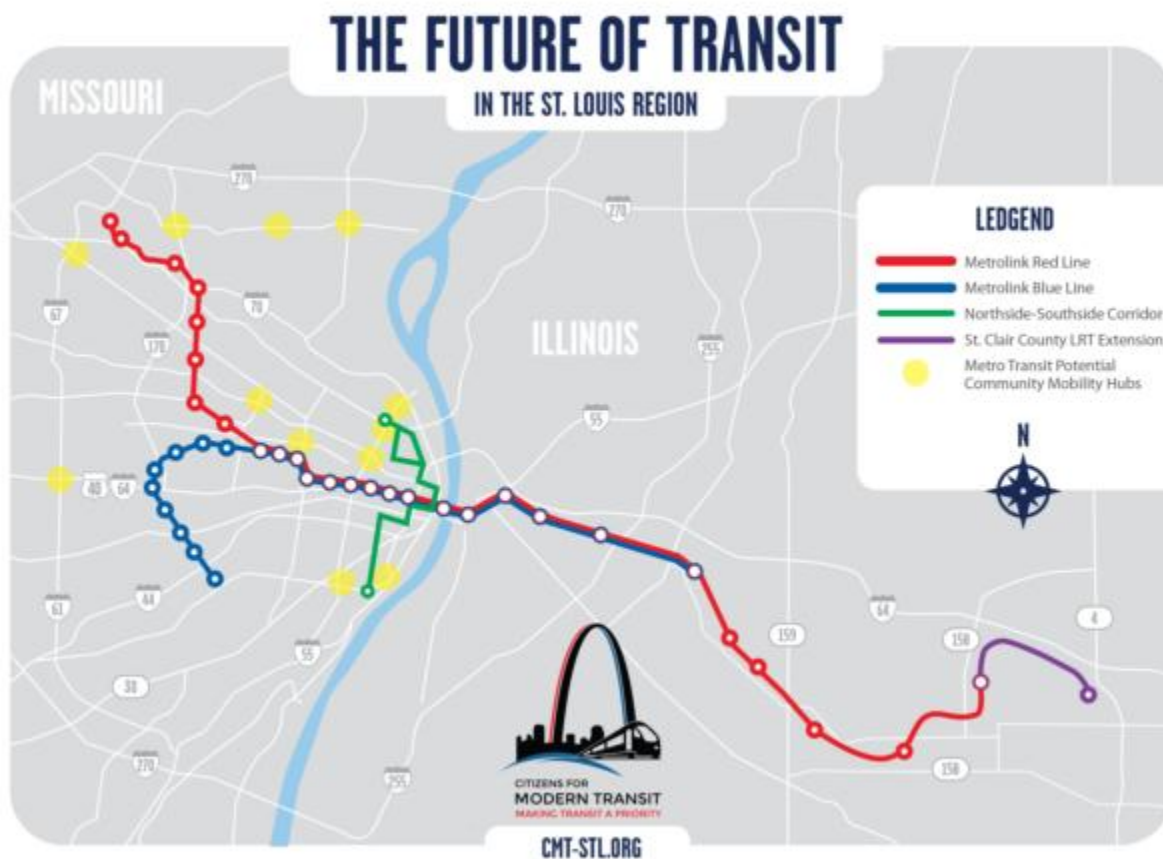 THE FUTURE OF TRANSIT
IN THE ST. LOUIS REGION
MISSOURI
ILLINOIS
LEDGEND
Metrolink Red Line
Metrolink Blue Line
Northside-Southside Corridor
St. Clair County LRT Extension
Metro Transit Potential
Community Mobility Hubs
N
270
270
67
70
170
255
55
40
64
61
44
55
159
64
158
4
270
255
158
CITIZENS FOR
MODERN TRANSIT
MAKING TRANSIT A PRIORITY
CMT-STL.ORG